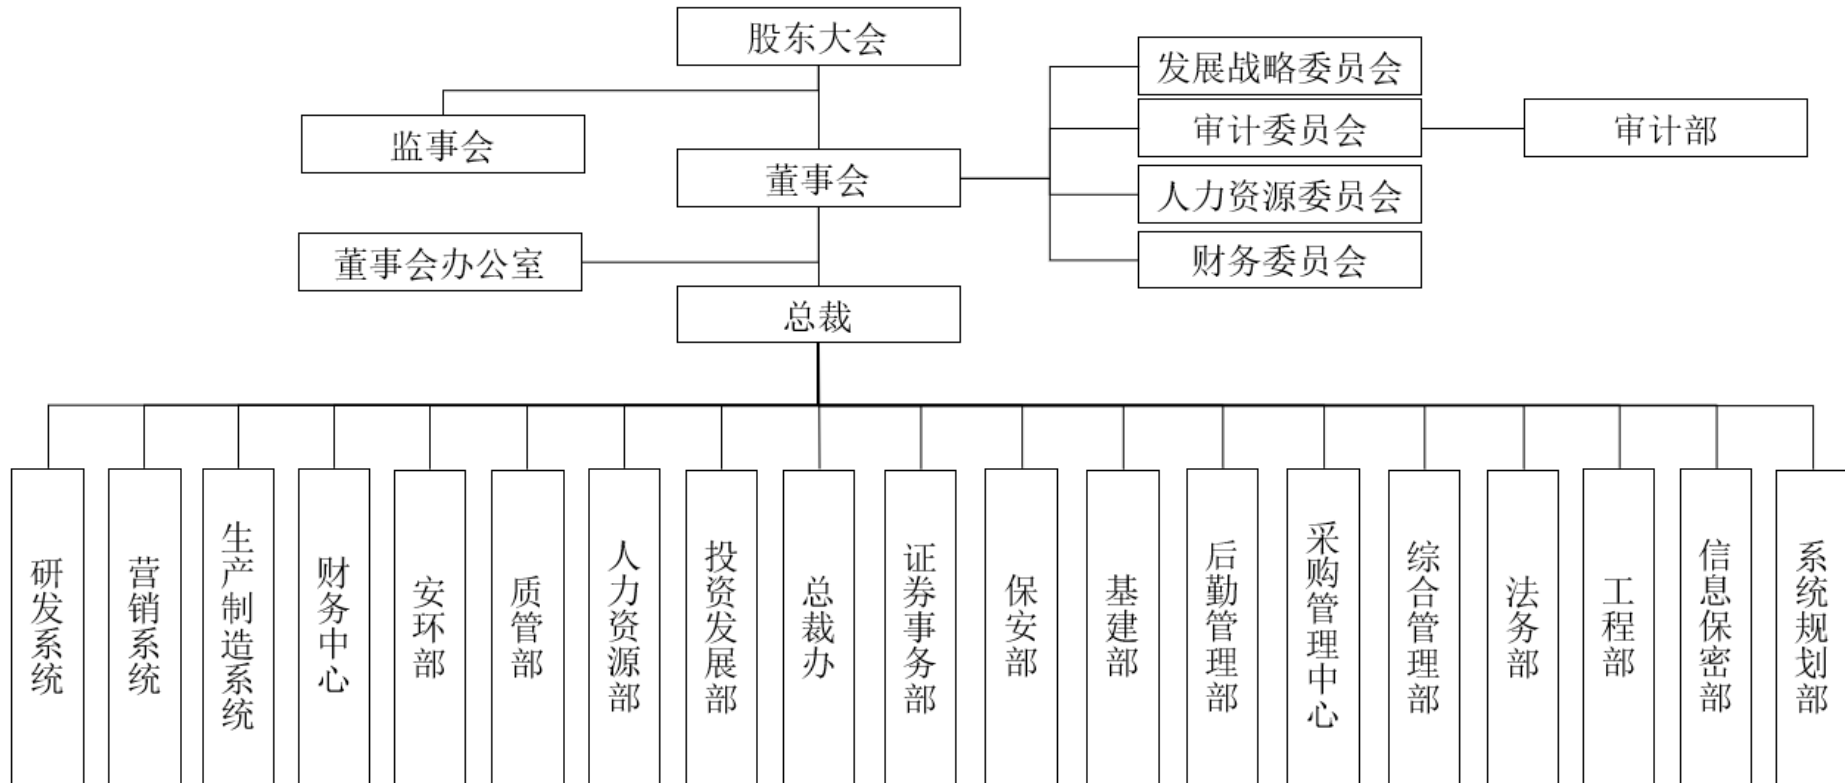 股东大会
发展战略委员会
审计委员会
审计部
监事会
董事会
人力资源委员会
董事会办公室
财务委员会
总裁
研发系统
营销系统
生产制造系统
财务中心
安环部
质管部
人力资源部
投资发展部
总裁办
证券事务部
保安部
基建部
后勤管理部
采购管理中心
综合管理部
法务部
工程部
信息保密部
系统规划部